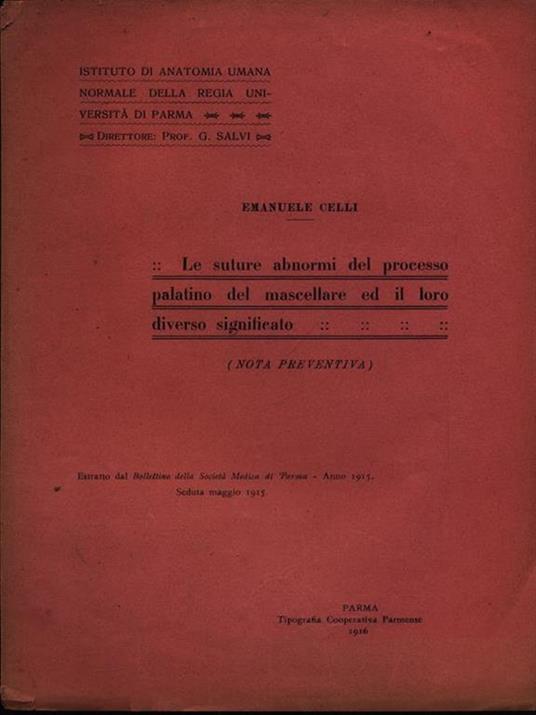 ISTITUTO DI ANATOMIA UMANA
NORMALE DELLA REGIA UNI-
VERSITÀ DI PARMA
DIRETTORE: PROF. G. SALVI
EMANUELE CELLI
:: Le suture abnormi del processo
palatino del mascellare ed il loro
diverso significato :: :: :: ::
(NOTA PREVENTIVA)
Estratto dal Bollettino della Società Medica di Parma - Anno 1915.
Seduta maggio 1915.
PARMA
Tipografia Cooperativa Parmense
1916